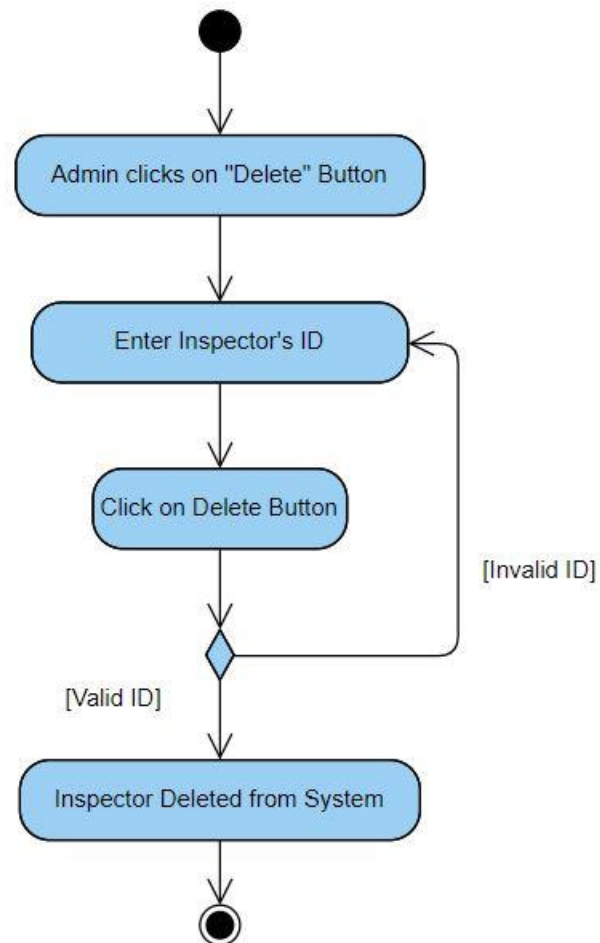 Admin clicks on "Delete" Button
Enter Inspector's ID
Click on Delete Button
[Invalid ID]
[Valid ID]
Inspector Deleted from System